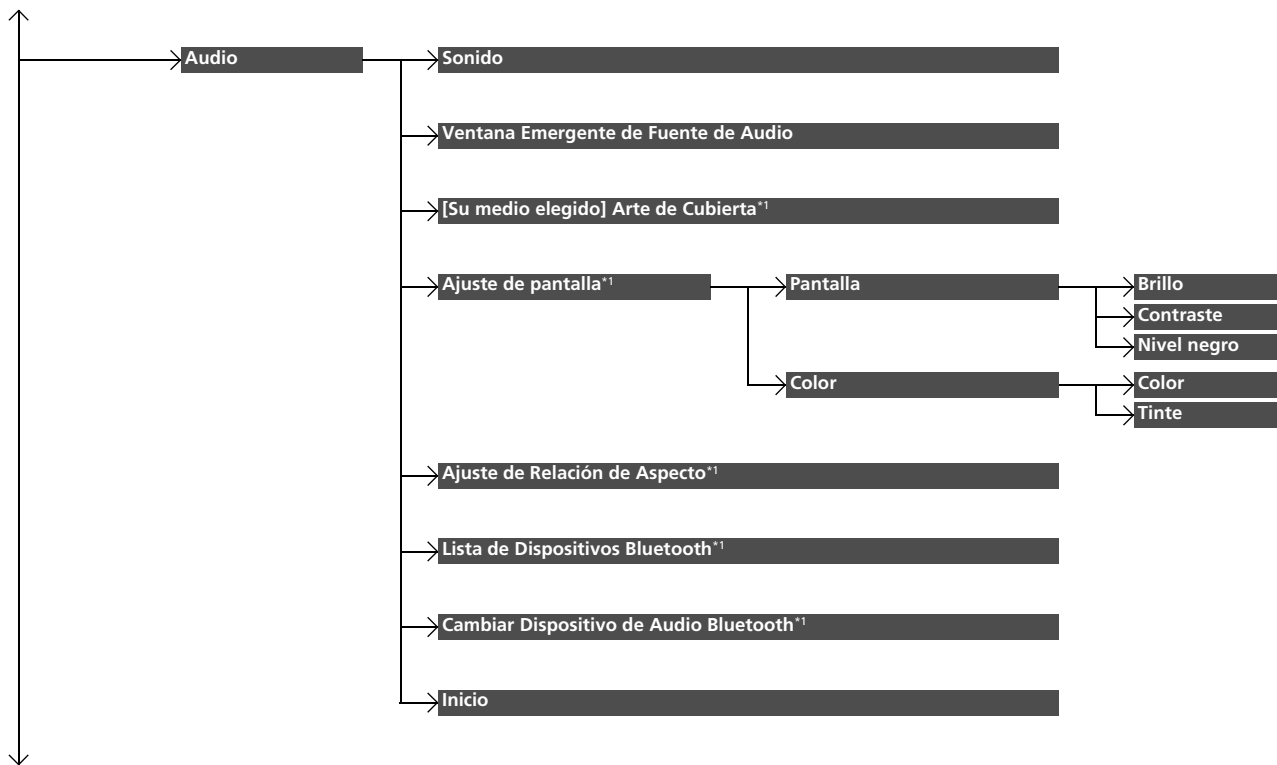 Audio
Sonido
Ventana Emergente de Fuente de Audio
[Su medio elegido] Arte de Cubierta*1
Ajuste de pantalla*1
Pantalla
Brillo
Contraste
Nivel negro
Color
Color
Tinte
Ajuste de Relación de Aspecto*1
Lista de Dispositivos Bluetooth*1
Cambiar Dispositivo de Audio Bluetooth*1
Inicio